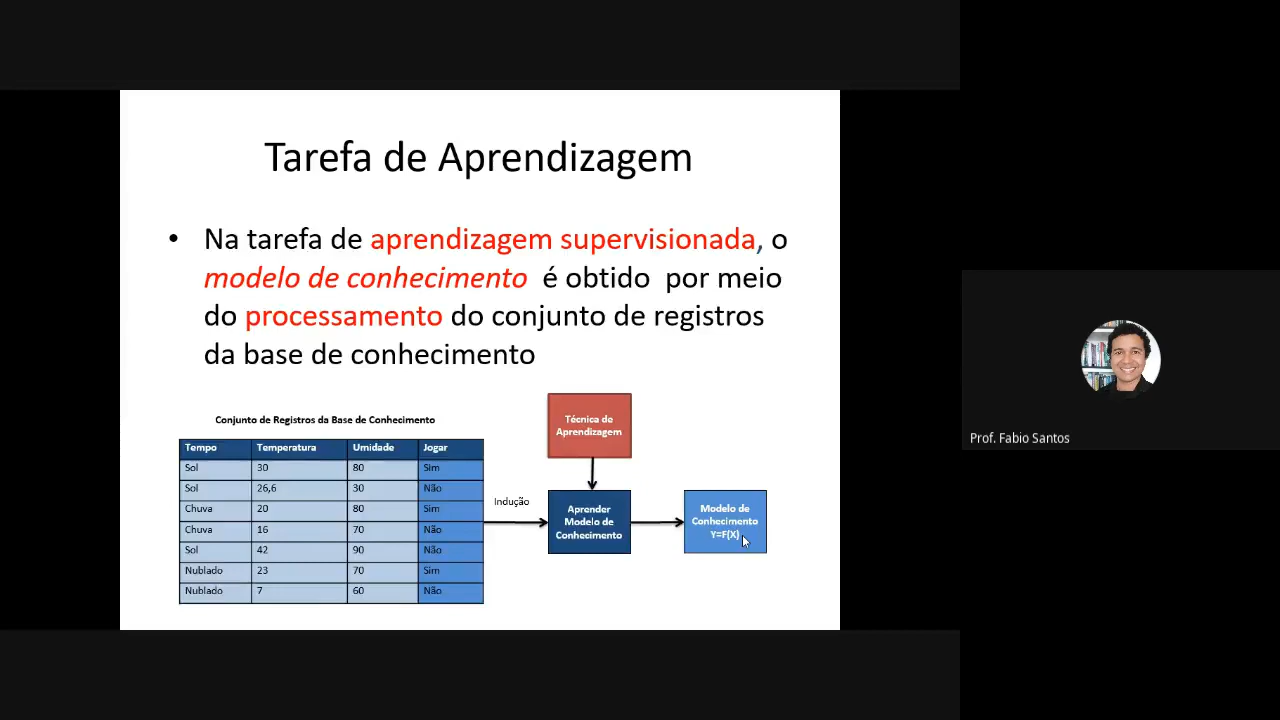 Tarefa de Aprendizagem
• Na tarefa de aprendizagem supervisionada, o
modelo de conhecimento é obtido por meio
do processamento do conjunto de registros
da base de conhecimento
Conjunto de Registros da Base de Conhecimento
Tempo Temperatura Umidade Jogar
Sol 30 80 Sim
Sol 26,6 30 Não
Chuva 20 80 Sim
Chuva 16 70 Não
Sol 42 90 Não
Nublado 23 70 Sim
Nublado 7 60 Não
Indução
Técnica de
Aprendizagem
Aprender
Modelo de
Conhecimento
Modelo de
Conhecimento
Y=F(X)
Prof. Fabio Santos